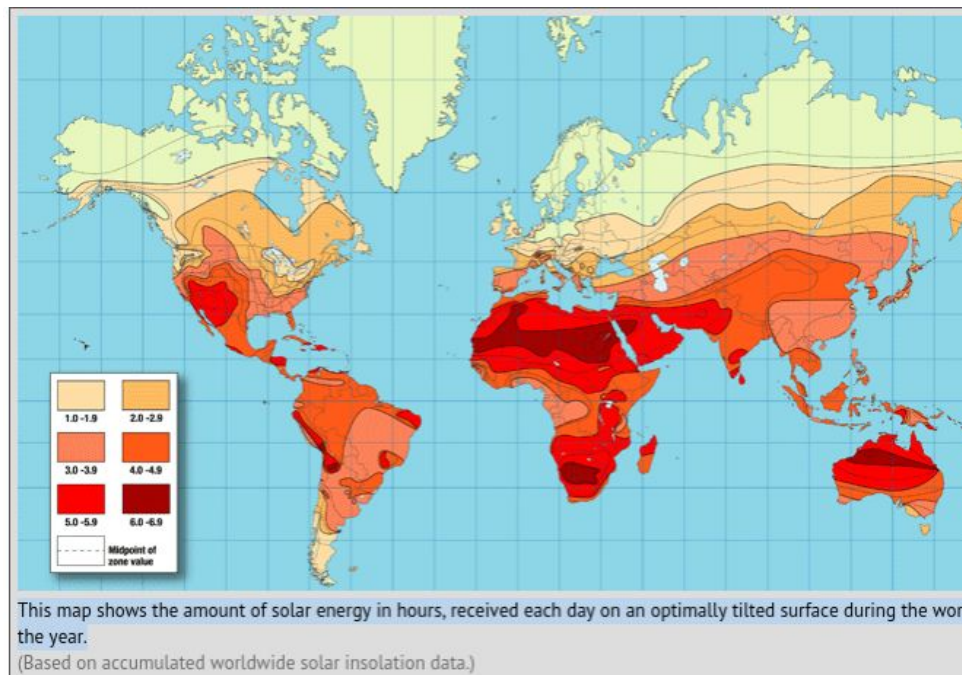 1.0 -1.9 2.0 -2.9
3.0 -3.9 4.0 -4.9
5.0 -5.9 6.0 -6.9
Midpoint of
zone value
This map shows the amount of solar energy in hours, received each day on an optimally tilted surface during the wor
the year.
(Based on accumulated worldwide solar insolation data.)